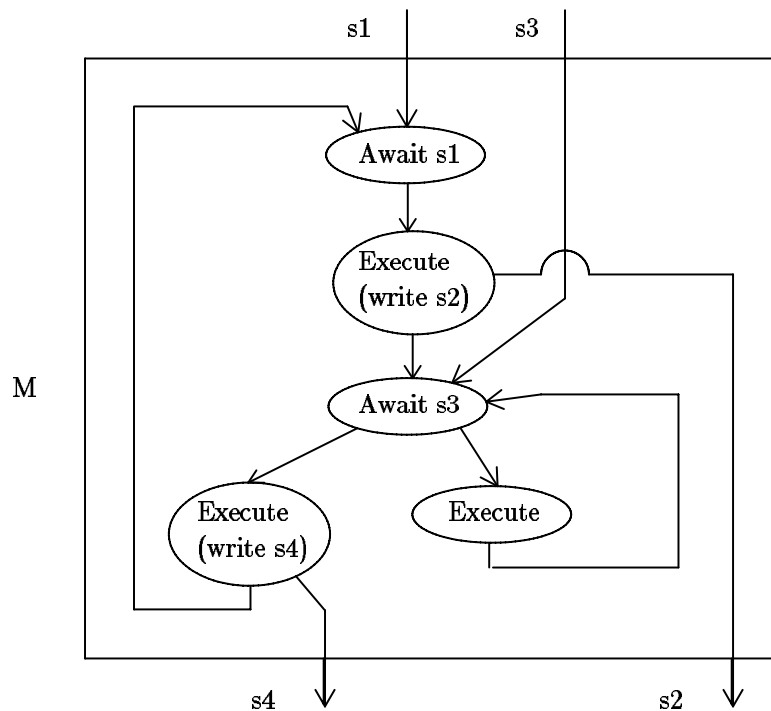 s1
s3
Await s1
Execute
(write s2)
M
Await s3
Execute
(write s4)
Execute
s4
s2